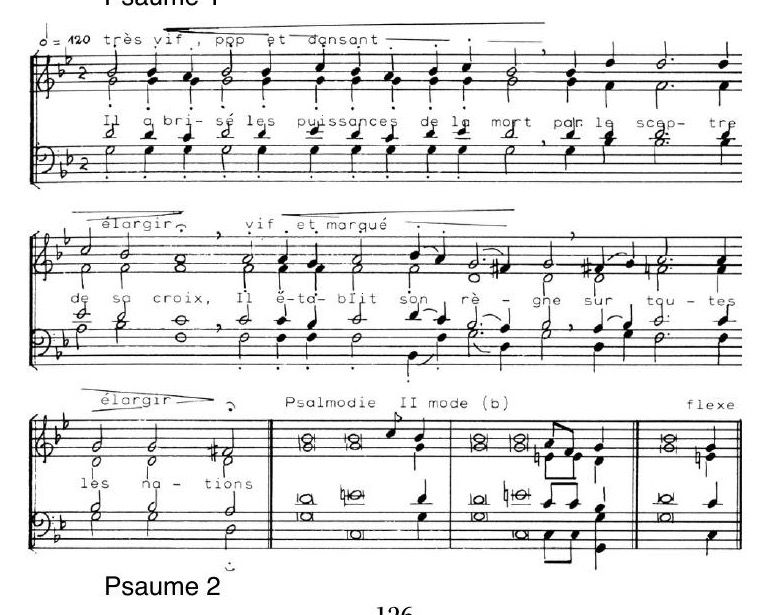 Psaume 1
= 120 très vif, pop et dansant
Il a bri- sé les puissances de la mort par le scep- tre
élargir vif et marqué
de sa croix, Il é-ta-blit son rè - gne sur tou - tes
élargir Psalmodie II mode (b) flexe
les na - tions
Psaume 2
126